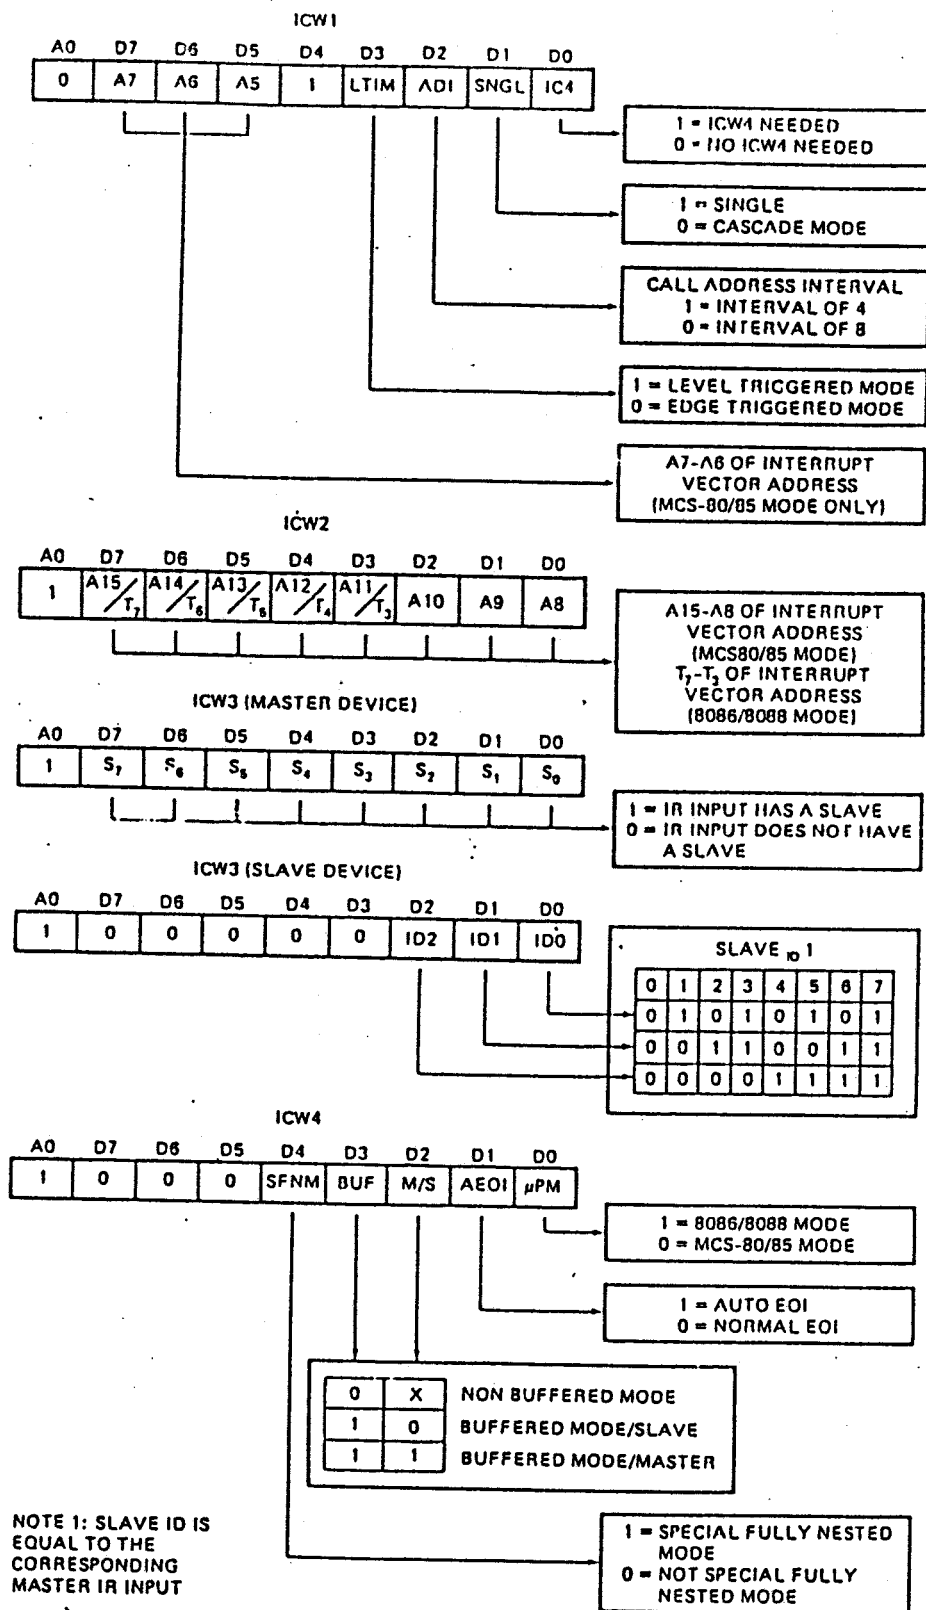 ICW1
A0 D7 D6 D5 D4 D3 D2 D1 D0
0 A7 A6 A5 1 LTIM ADI SNGL IC4
1 = ICW4 NEEDED
0 = NO ICW4 NEEDED
1 = SINGLE
0 = CASCADE MODE
CALL ADDRESS INTERVAL
1 = INTERVAL OF 4
0 = INTERVAL OF 8
1 = LEVEL TRIGGERED MODE
0 = EDGE TRIGGERED MODE
A7-A6 OF INTERRUPT
VECTOR ADDRESS
(MCS-80/85 MODE ONLY)
ICW2
A0 D7 D6 D5 D4 D3 D2 D1 D0
1 A15/T7 A14/T6 A13/T5 A12/T4 A11/T3 A10 A9 A8
A15-A8 OF INTERRUPT
VECTOR ADDRESS
(MCS80/85 MODE)
T7-T3 OF INTERRUPT
VECTOR ADDRESS
(8086/8088 MODE)
ICW3 (MASTER DEVICE)
A0 D7 D6 D5 D4 D3 D2 D1 D0
1 S7 S6 S5 S4 S3 S2 S1 S0
1 = IR INPUT HAS A SLAVE
0 = IR INPUT DOES NOT HAVE
A SLAVE
ICW3 (SLAVE DEVICE)
A0 D7 D6 D5 D4 D3 D2 D1 D0
1 0 0 0 0 0 ID2 ID1 ID0
SLAVE ID 1
0 1 2 3 4 5 6 7
0 1 0 1 0 1 0 1
0 0 1 1 0 0 1 1
0 0 0 0 1 1 1 1
ICW4
A0 D7 D6 D5 D4 D3 D2 D1 D0
1 0 0 0 SFNM BUF M/S AEOI μPM
1 = 8086/8088 MODE
0 = MCS-80/85 MODE
1 = AUTO EOI
0 = NORMAL EOI
0 X NON BUFFERED MODE
1 0 BUFFERED MODE/SLAVE
1 1 BUFFERED MODE/MASTER
NOTE 1: SLAVE ID IS
EQUAL TO THE
CORRESPONDING
MASTER IR INPUT
1 = SPECIAL FULLY NESTED
MODE
0 = NOT SPECIAL FULLY
NESTED MODE